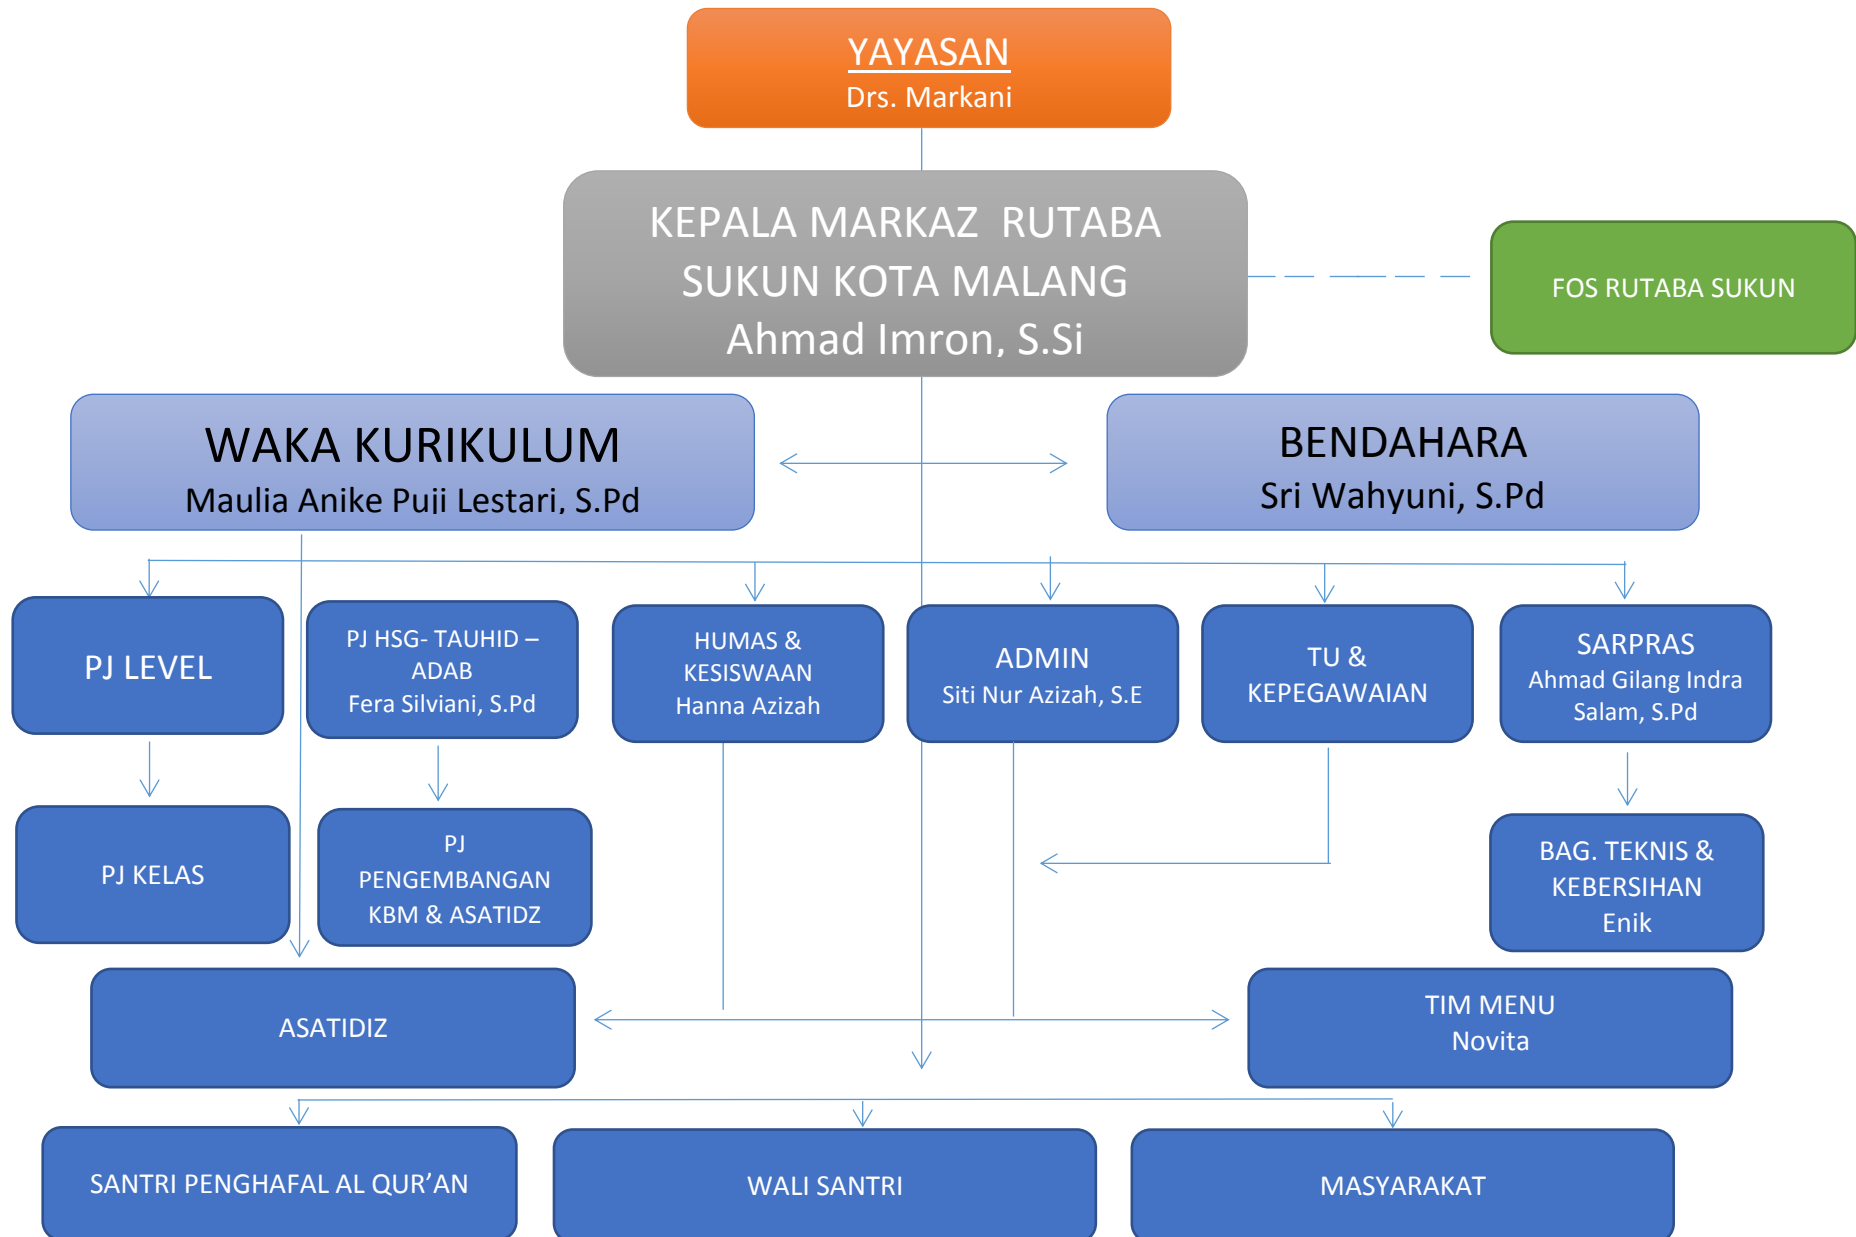 YAYASAN
Drs. Markani
KEPALA MARKAZ RUTABA
SUKUN KOTA MALANG
Ahmad Imron, S.Si
FOS RUTABA SUKUN
WAKA KURIKULUM
Maulia Anike Puji Lestari, S.Pd
BENDAHARA
Sri Wahyuni, S.Pd
PJ LEVEL
PJ HSG- TAUHID –
ADAB
Fera Silviani, S.Pd
HUMAS &
KESISWAAN
Hanna Azizah
ADMIN
Siti Nur Azizah, S.E
TU &
KEPEGAWAIAN
SARPRAS
Ahmad Gilang Indra
Salam, S.Pd
PJ KELAS
PJ
PENGEMBANGAN
KBM & ASATIDZ
BAG. TEKNIS &
KEBERSIHAN
Enik
ASATIDIZ
TIM MENU
Novita
SANTRI PENGHAFAL AL QUR’AN
WALI SANTRI
MASYARAKAT